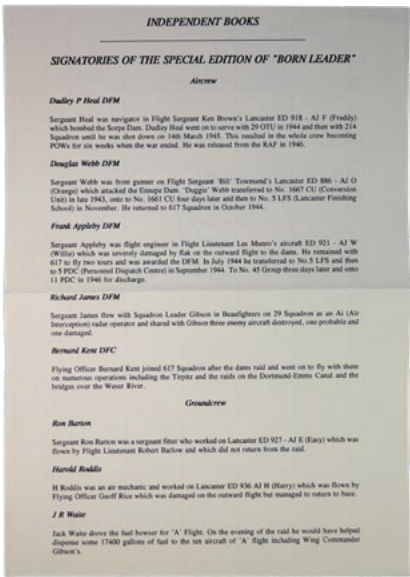 INDEPENDENT BOOKS
SIGNATORIES OF THE SPECIAL EDITION OF "BORN LEADER"
Aircrew
Dudley P Heal DFM
Sergeant Heal was navigator in Flight Sergeant Ken Brown's Lancaster ED 918 - AJ F (Freddy)
which bombed the Sorpe Dam. Dudley Heal went on to serve with 29 OTU in 1944 and then with 214
Squadron until he was shot down on 14th March 1945. This resulted in the whole crew becoming
POWs for six weeks when the war ended. He was released from the RAF in 1946.
Douglas Webb DFM
Sergeant Webb was front gunner on Flight Sergeant 'Bill' Townsend's Lancaster ED 886 - AJ O
(Orange) which attacked the Ennepe Dam. 'Duggie' Webb transferred to No. 1667 CU (Conversion
Unit) in late 1943, onto to No. 1661 CU four days later and then to No. 5 LFS (Lancaster Finishing
School) in November. He returned to 617 Squadron in October 1944.
Frank Appleby DFM
Sergeant Appleby was flight engineer in Flight Lieutenant Les Munro's aircraft ED 921 - AJ W
(Willie) which was severely damaged by flak on the outward flight to the dams. He remained with
617 to fly two tours and was awarded the DFM. In July 1944 he transferred to No.5 LFS and then
to 5 PDC (Personnel Dispatch Centre) in September 1944. To No. 45 Group three days later and onto
11 PDC in 1946 for discharge.
Richard James DFM
Sergeant James flew with Squadron Leader Gibson in Beaufighters on 29 Squadron as an Ai (Air
Interception) radar operator and shared with Gibson three enemy aircraft destroyed, one probable and
one damaged.
Bernard Kent DFC
Flying Officer Bernard Kent joined 617 Squadron after the dams raid and went on to fly with them
on numerous operations including the Tirpitz and the raids on the Dortmund-Emms Canal and the
bridges over the Weser River.
Groundcrew
Ron Barton
Sergeant Ron Barton was a sergeant fitter who worked on Lancaster ED 927 - AJ E (Easy) which was
flown by Flight Lieutenant Robert Barlow and which did not return from the raid.
Harold Roddis
H Roddis was an air mechanic and worked on Lancaster ED 936 AJ H (Harry) which was flown by
Flying Officer Geoff Rice which was damaged on the outward flight but managed to return to base.
J R Waite
Jack Waite drove the fuel bowser for 'A' Flight. On the evening of the raid he would have helped
dispense some 17400 gallons of fuel to the ten aircraft of 'A' flight including Wing Commander
Gibson's.